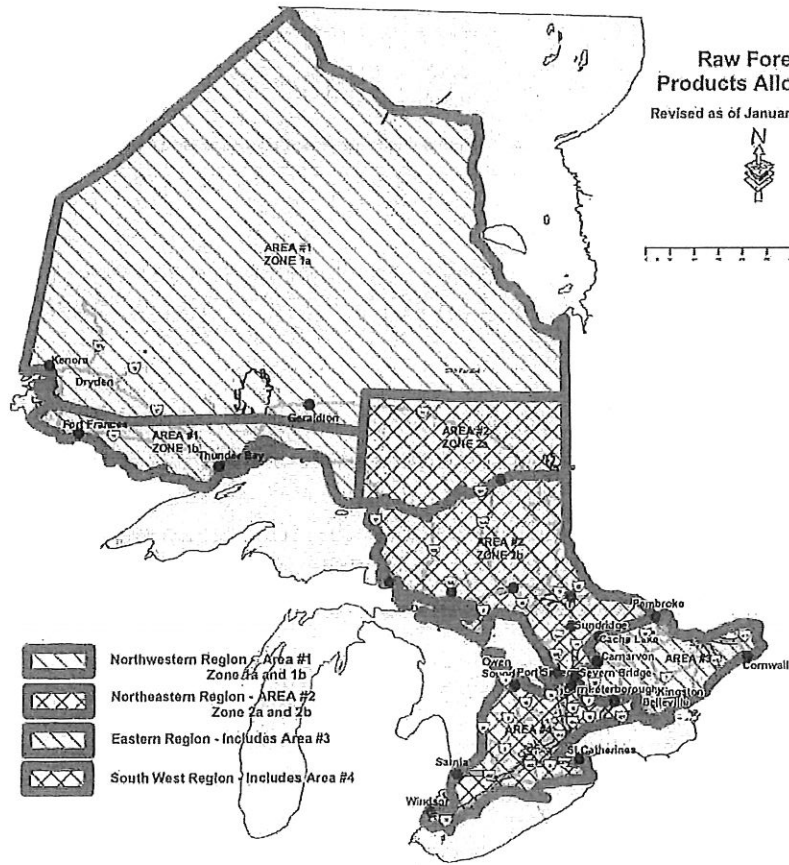 Raw Fore
Products Allo
Revised as of Januar
N
AREA #1
ZONE 1a
Kenora
Dryden
Geraldton
Fort Frances
AREA #1
ZONE 1b
Thunder Bay
AREA #2
ZONE 2a
AREA #2
ZONE 2b
Pembroke
Sundridge
Cache Lake
Carnarvon
AREA #3
Cornwall
Owen
Sound
Port
Severn Bridge
Peterborough
Kingston
Belleville
AREA #4
St Catherines
Sarnia
Windsor
Northwestern Region - Area #1
Zone 1a and 1b
Northeastern Region - AREA #2
Zone 2a and 2b
Eastern Region - Includes Area #3
South West Region - Includes Area #4